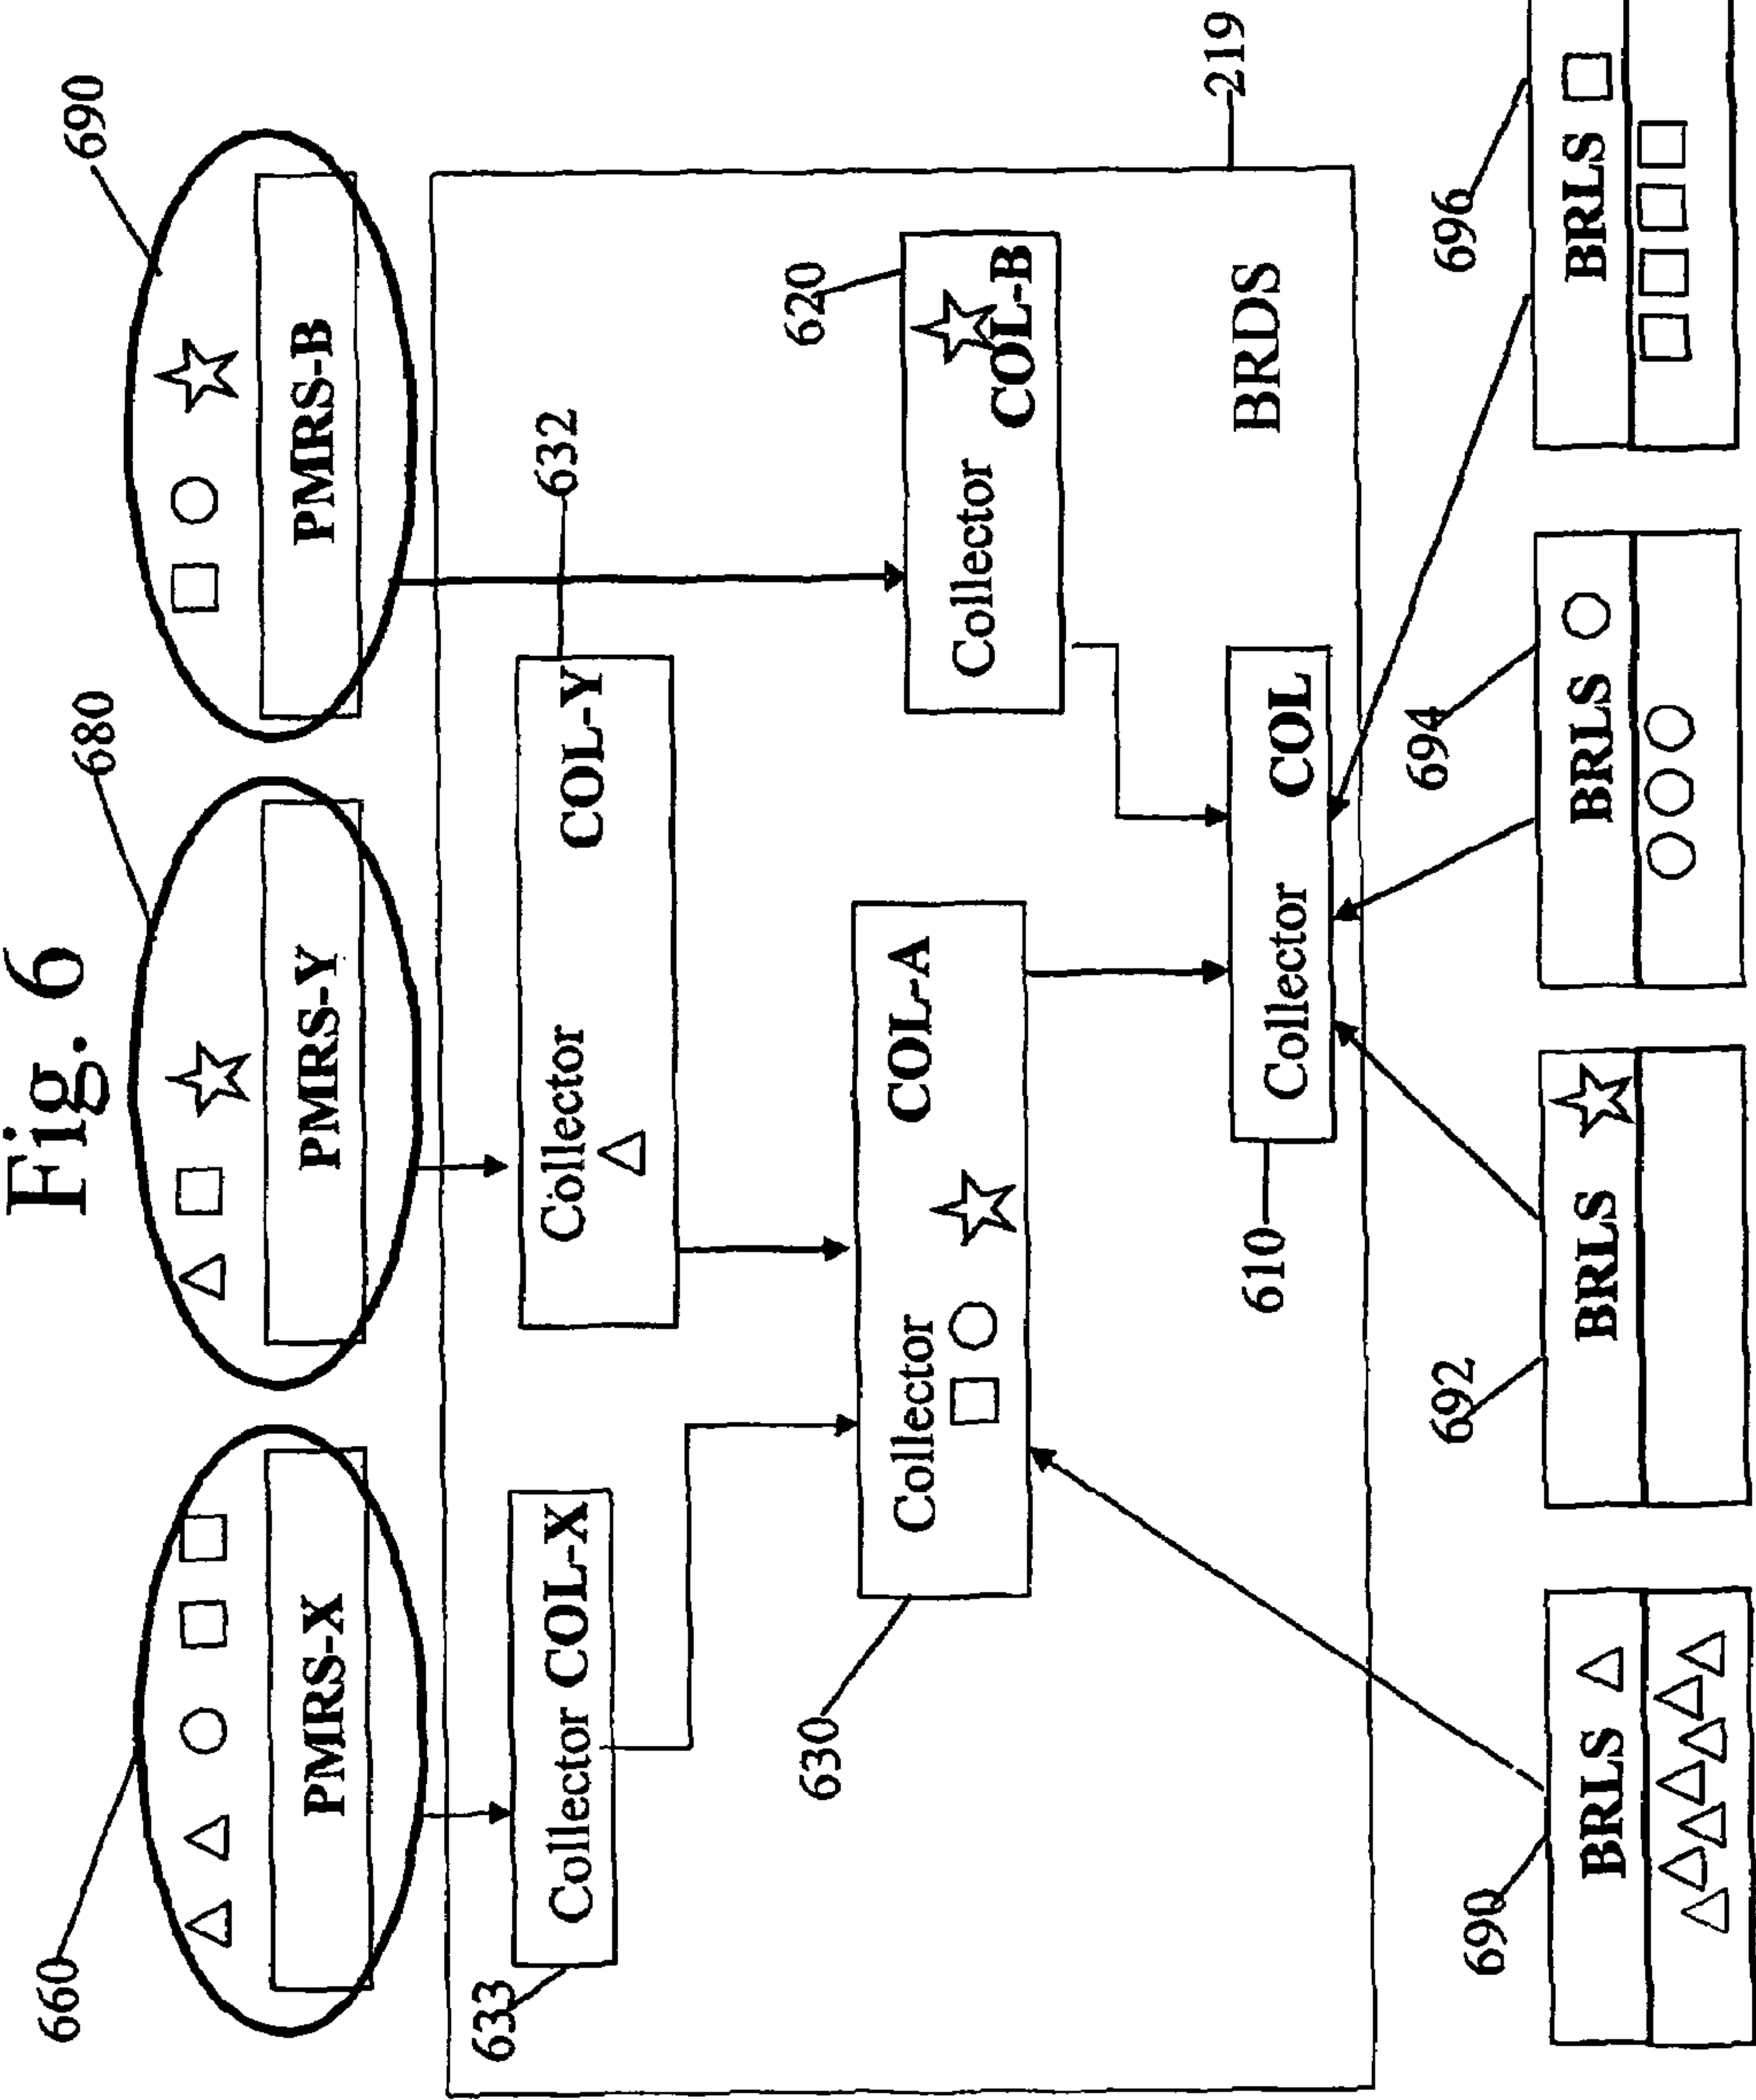 Fig. 6
660
680
690
PMRS-X
PMRS-Y
PMRS-B
633
Collector COL-X
Collector
COL-Y
632
630
Collector
COL-A
620
Collector
COL-B
610
Collector COL
BRDS
219
690
692
694
696
BRLS
BRLS
BRLS
BRLS